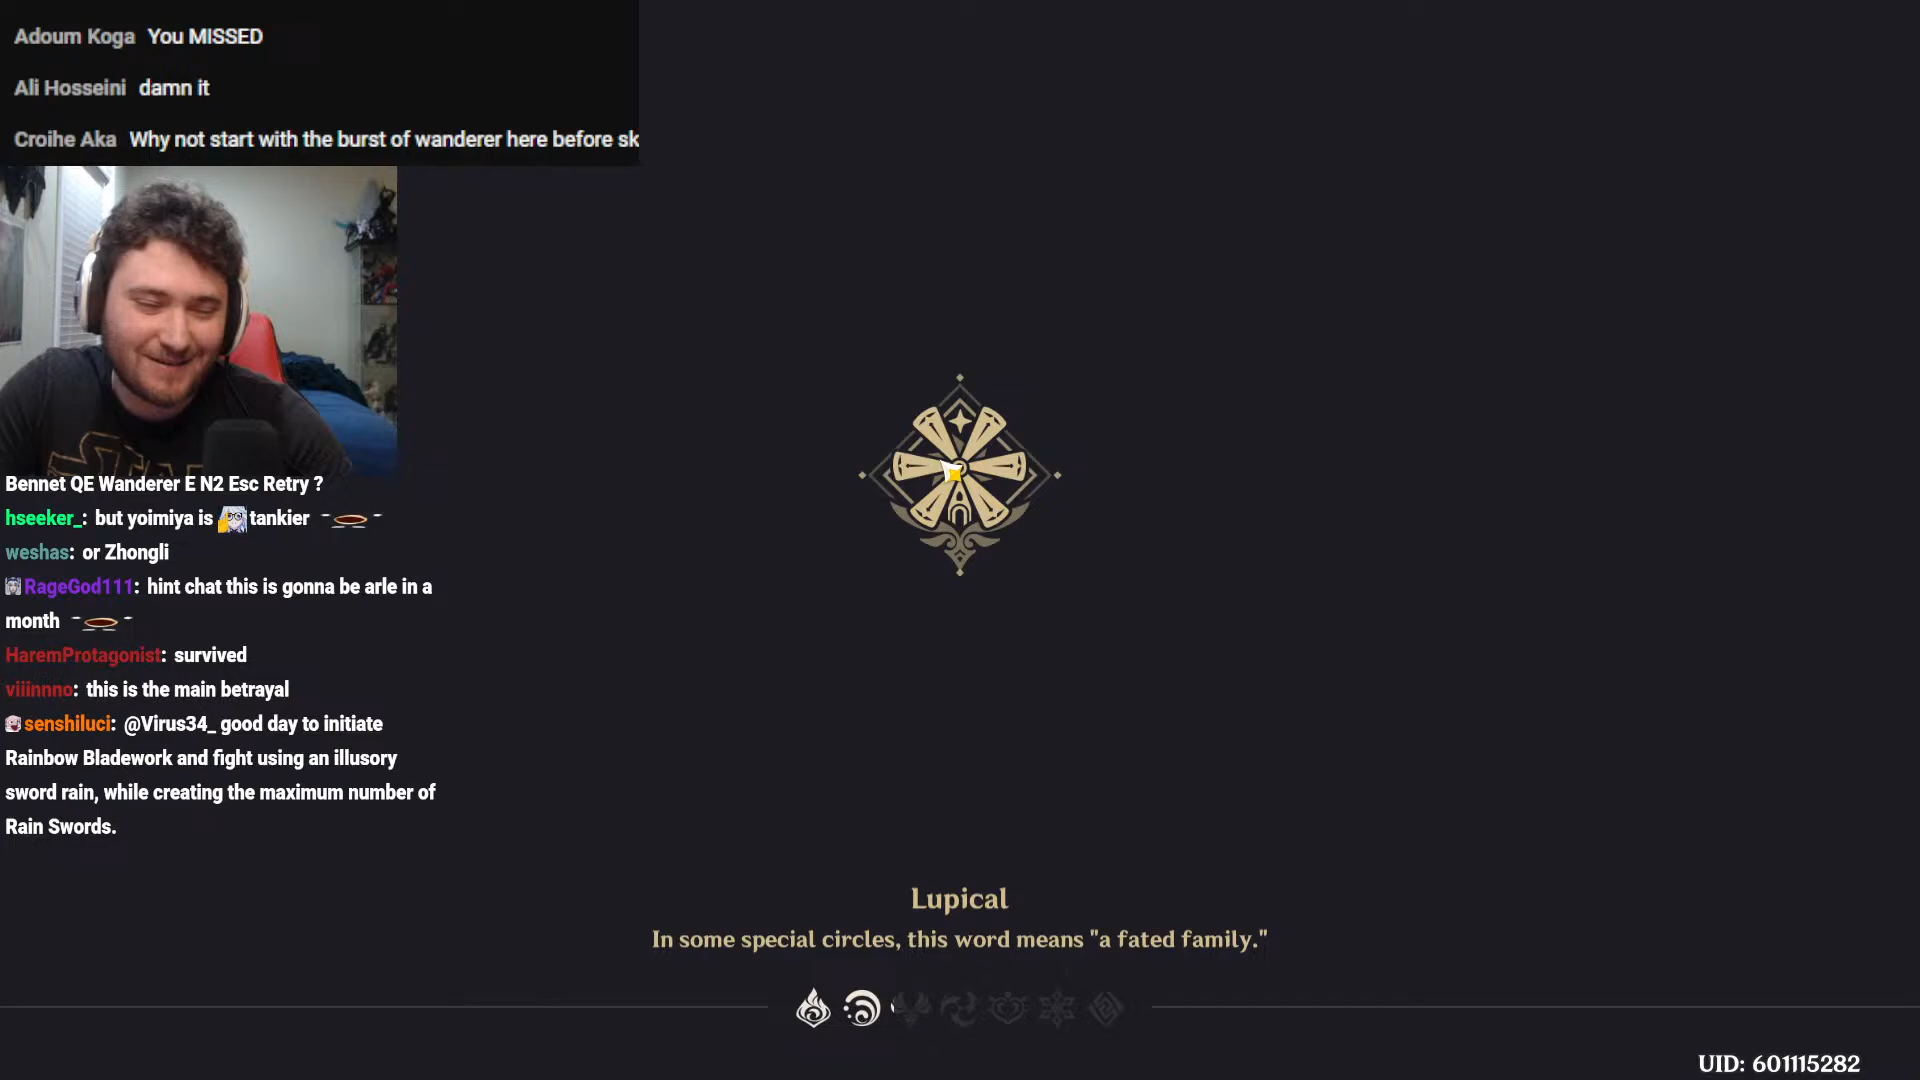 Adoum Koga You MISSED
Ali Hosseini damn it
Croihe Aka Why not start with the burst of wanderer here before sk
Bennet QE Wanderer E N2 Esc Retry ?
hseeker_: but yoimiya is tankier
weshas: or Zhongli
RageGod111: hint chat this is gonna be arle in a
month
HaremProtagonist: survived
viiinnno: this is the main betrayal
senshiluci: @Virus34_ good day to initiate
Rainbow Bladework and fight using an illusory
sword rain, while creating the maximum number of
Rain Swords.
Lupical
In some special circles, this word means "a fated family."
UID: 601115282